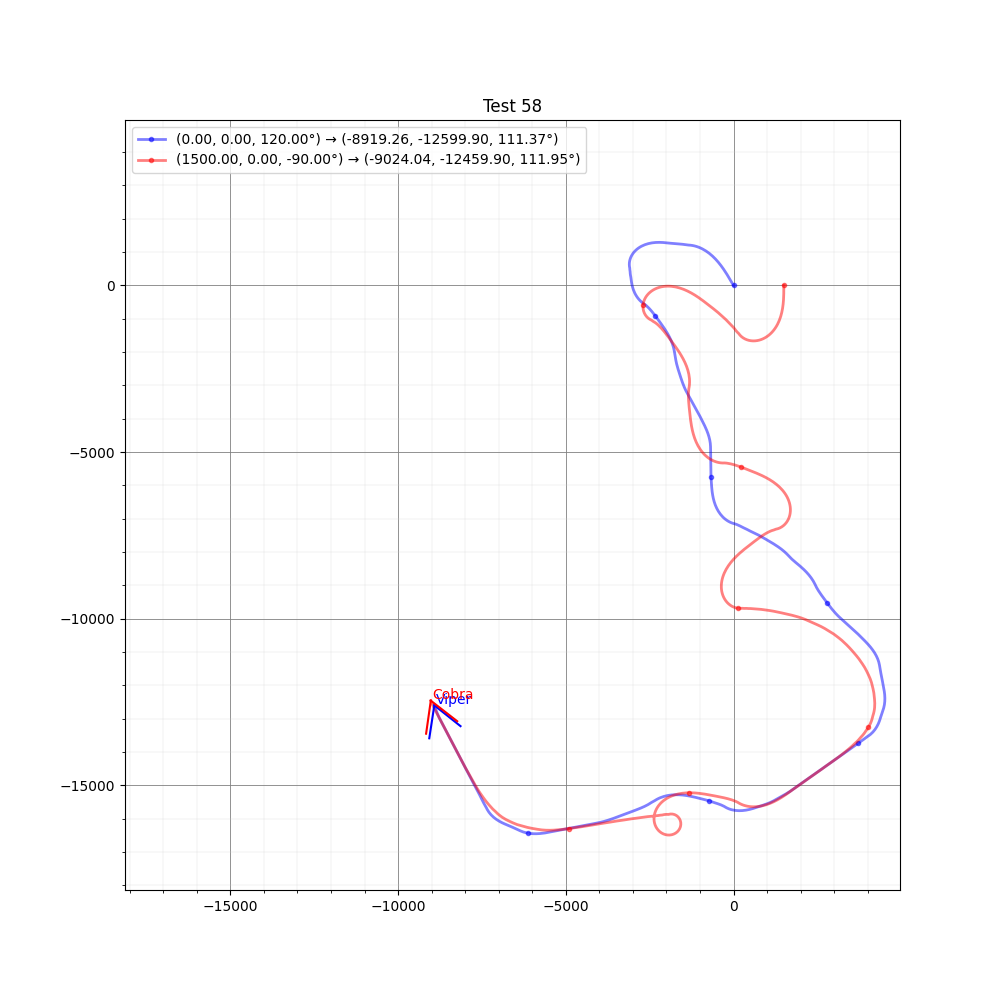 Test 58
(0.00, 0.00, 120.00°) → (-8919.26, -12599.90, 111.37°)
(1500.00, 0.00, -90.00°) → (-9024.04, -12459.90, 111.95°)
0
−5000
−10000
Cobra
Viper
−15000
−15000 −10000 −5000 0